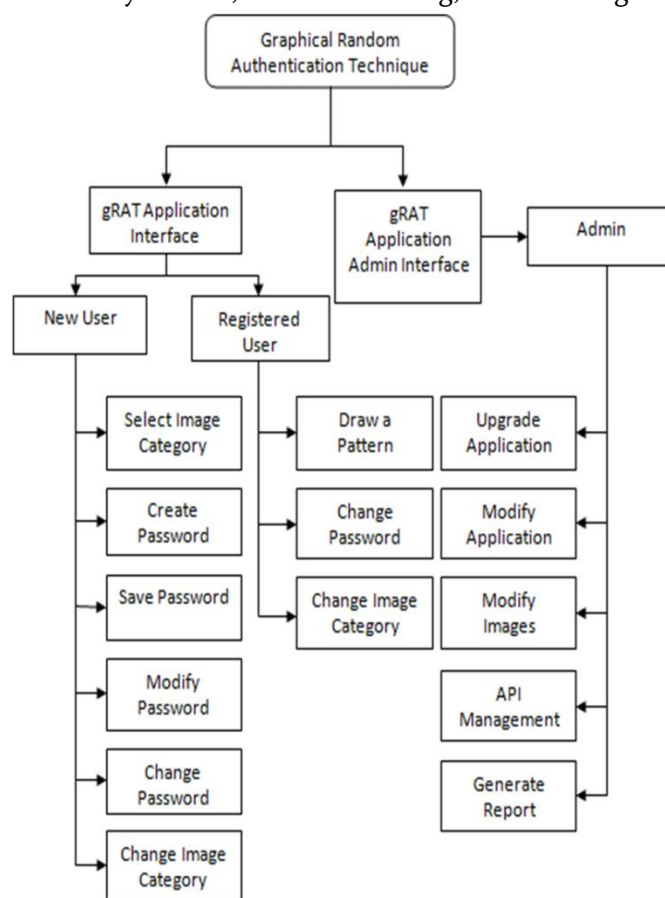 Graphical Random
Authentication Technique
gRAT Application
Interface
gRAT
Application
Admin Interface
Admin
New User
Registered
User
Select Image
Category
Create
Password
Save Password
Modify
Password
Change
Password
Change Image
Category
Draw a
Pattern
Change
Password
Change Image
Category
Upgrade
Application
Modify
Application
Modify
Images
API
Management
Generate
Report